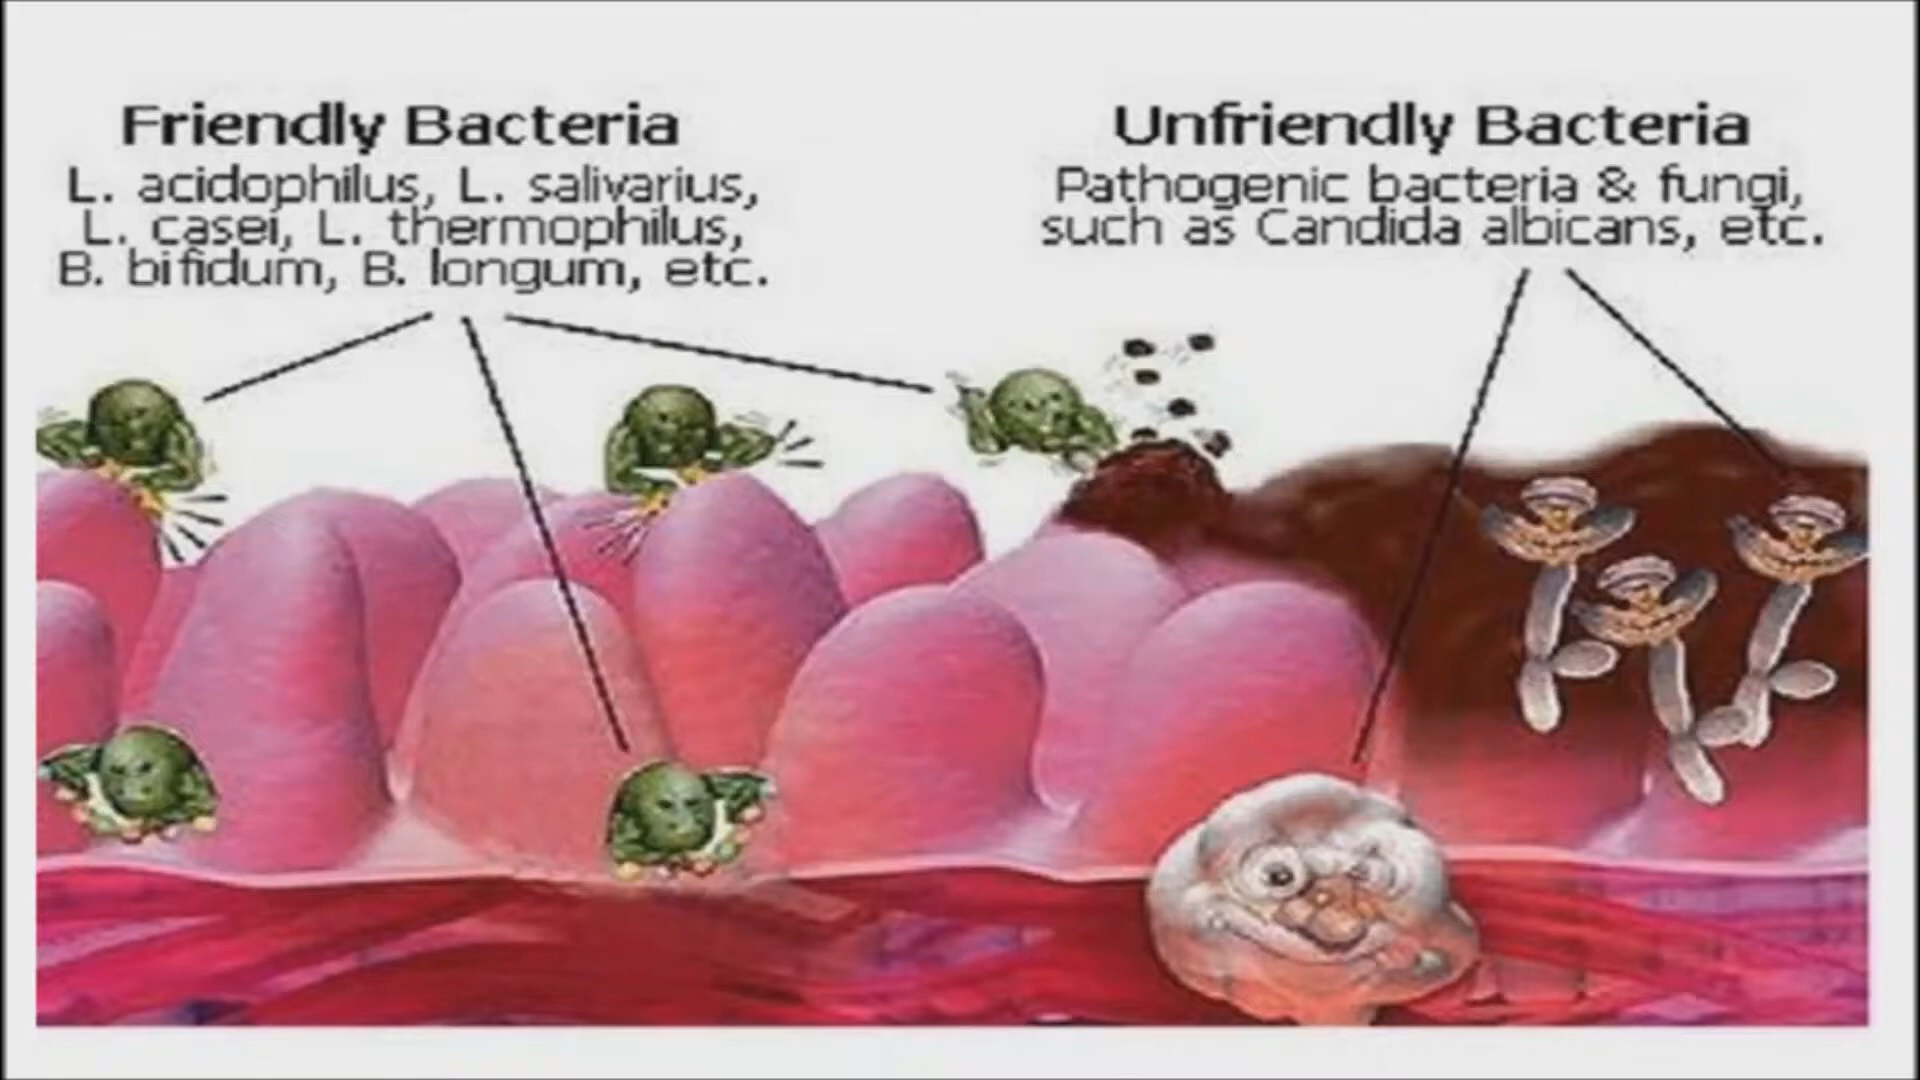 Friendly Bacteria
L. acidophilus, L. salivarius,
L. casei, L. thermophilus,
B. bifidum, B. longum, etc.
Unfriendly Bacteria
Pathogenic bacteria & fungi,
such as Candida albicans, etc.